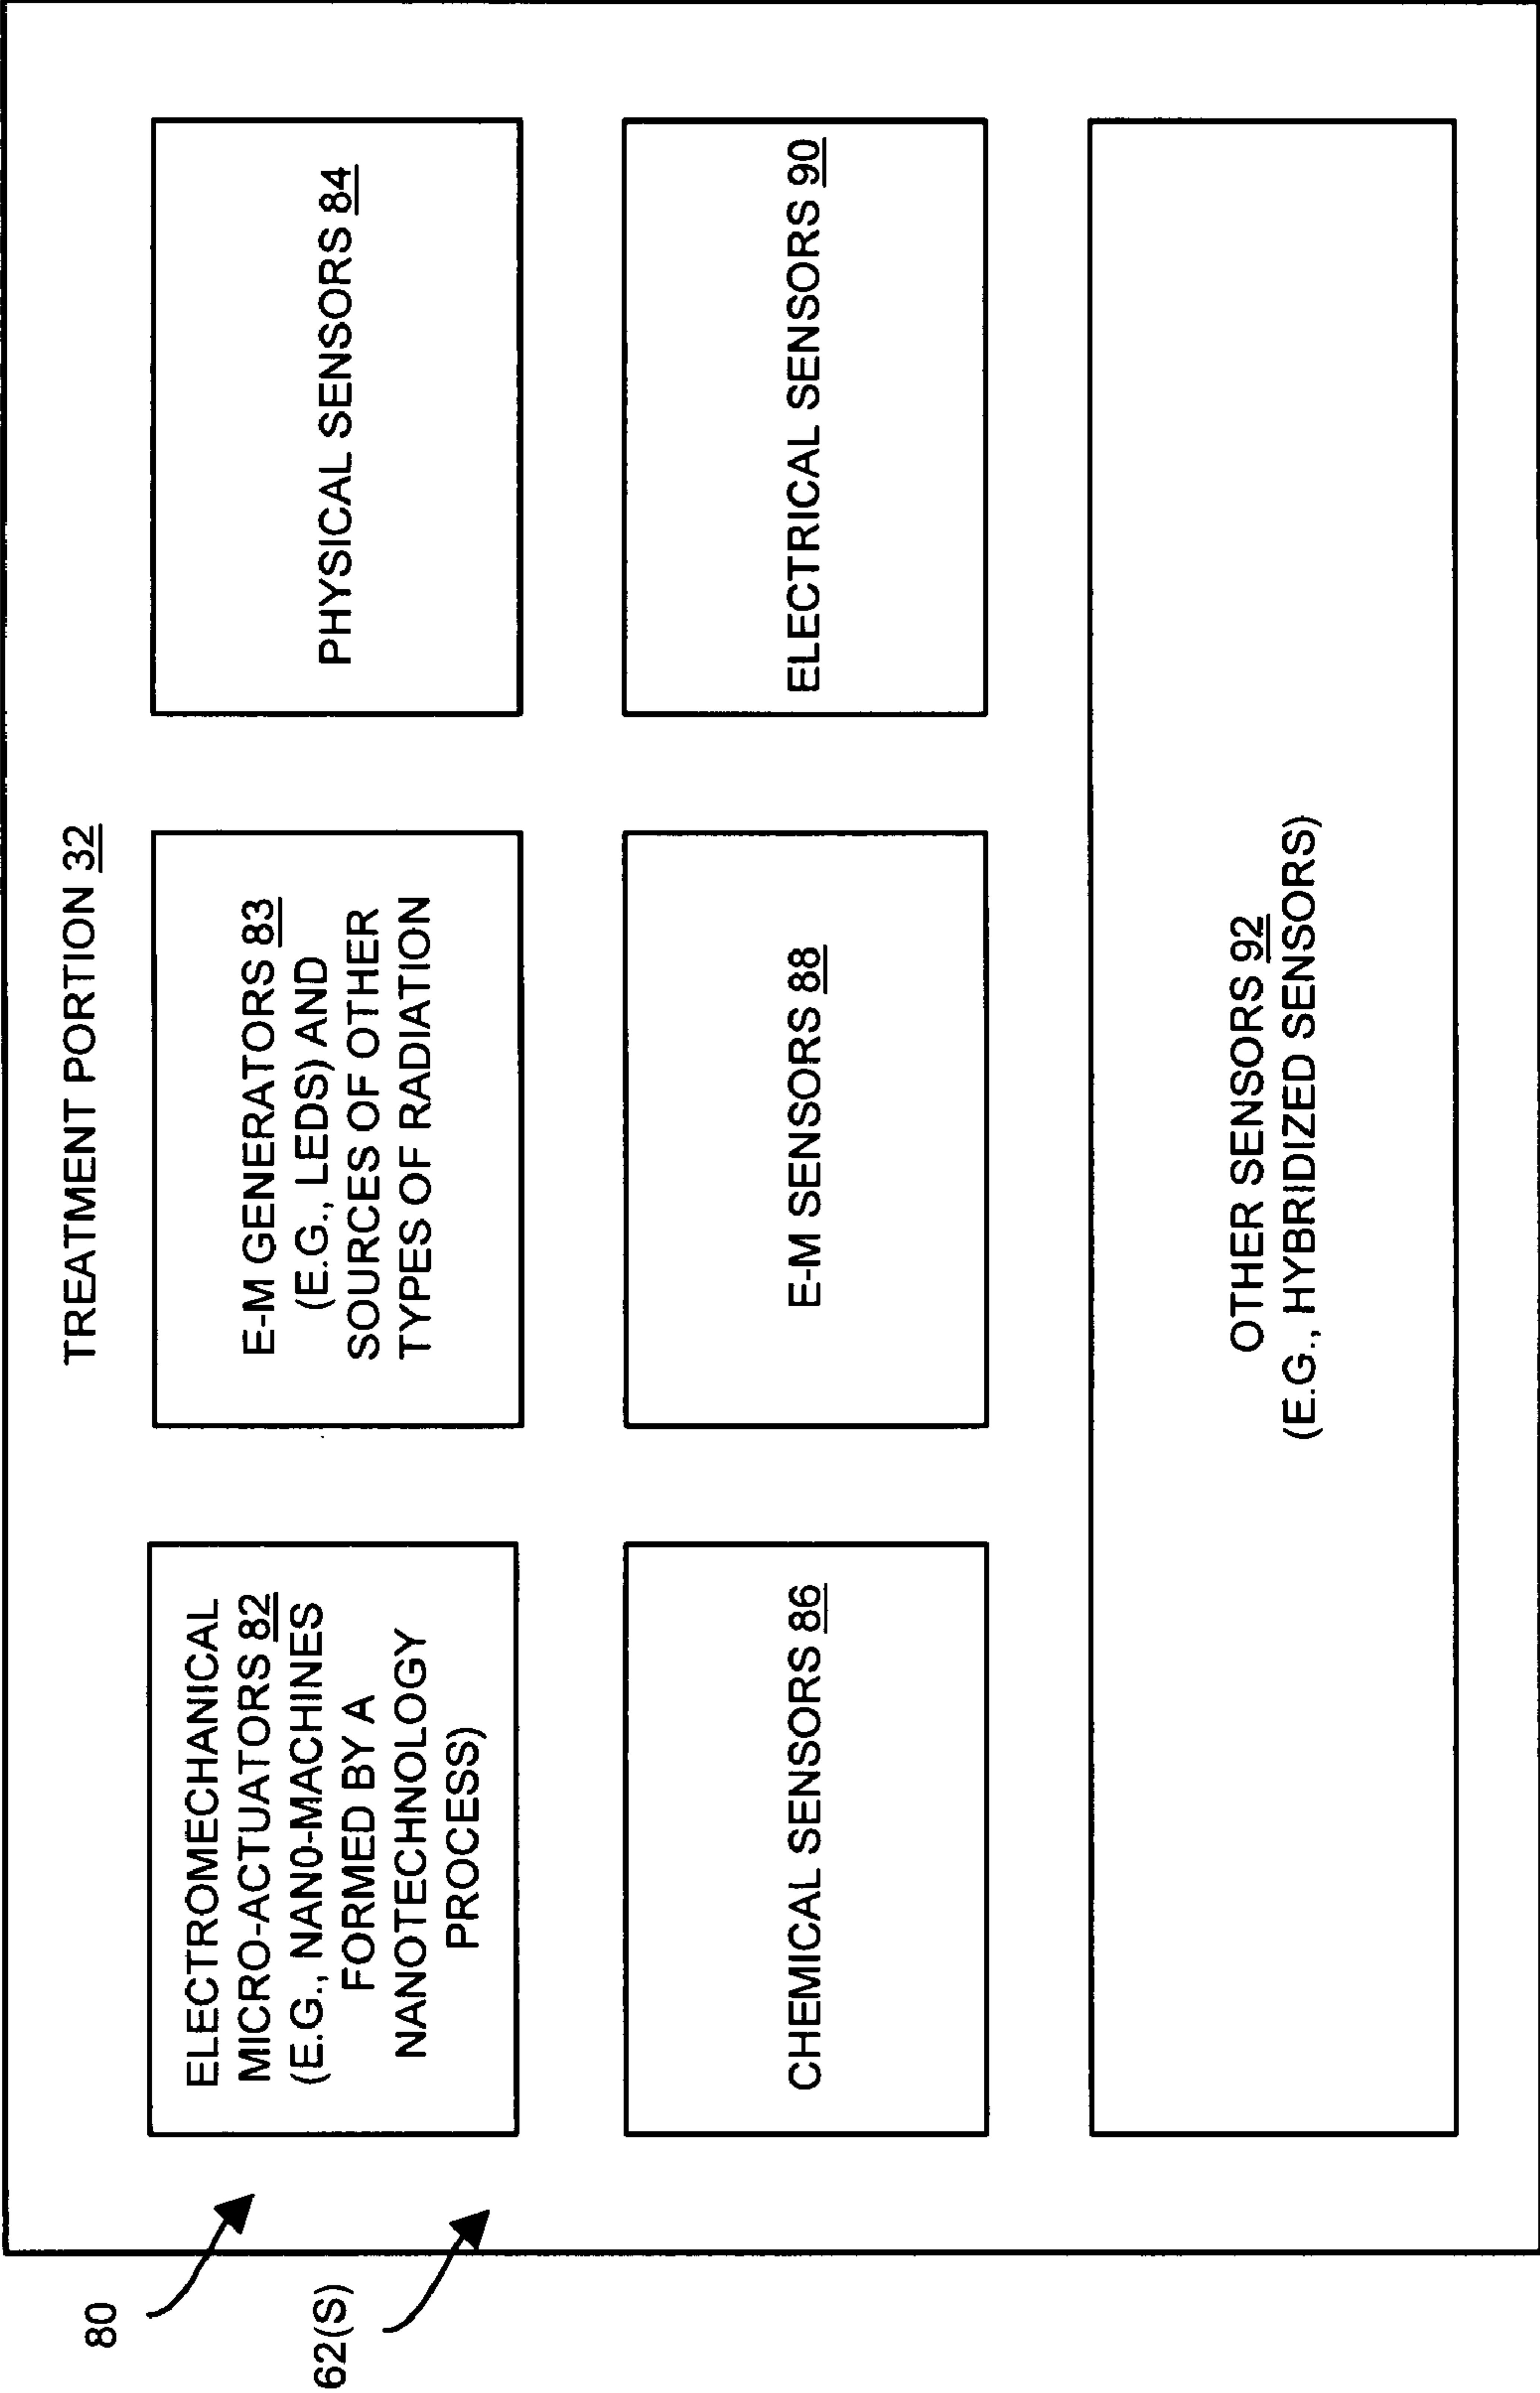 TREATMENT PORTION 32
80
62(S)
ELECTROMECHANICAL
MICRO-ACTUATORS 82
(E.G., NAN0-MACHINES
FORMED BY A
NANOTECHNOLOGY
PROCESS)
E-M GENERATORS 83
(E.G., LEDS) AND
SOURCES OF OTHER
TYPES OF RADIATION
PHYSICAL SENSORS 84
CHEMICAL SENSORS 86
E-M SENSORS 88
ELECTRICAL SENSORS 90
OTHER SENSORS 92
(E.G., HYBRIDIZED SENSORS)